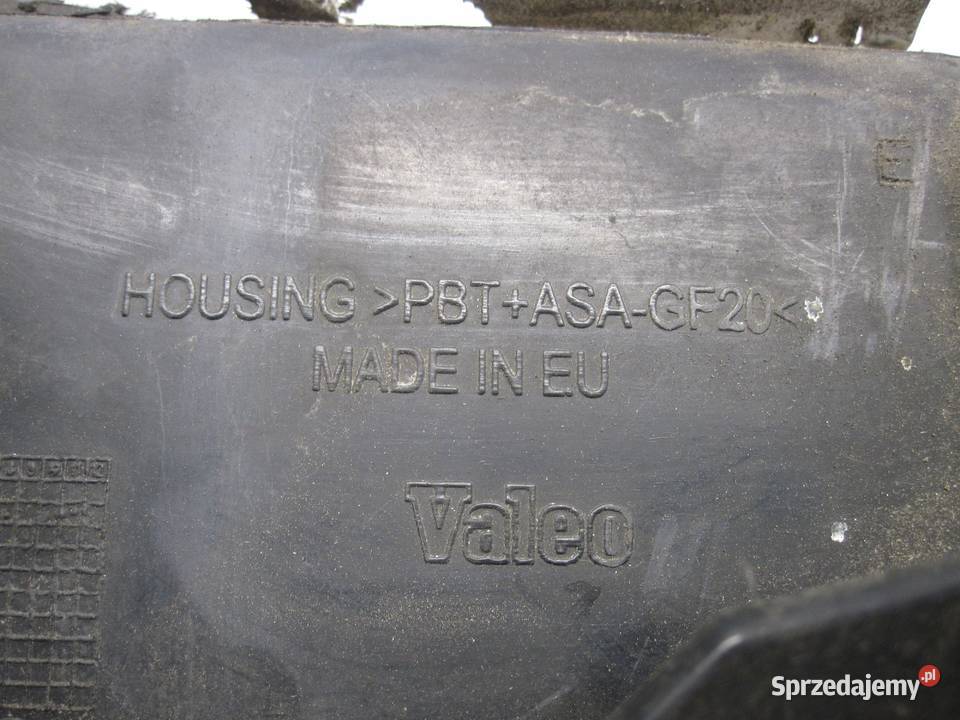 HOUSING >PBT+ASA-GF20<
MADE IN EU
Valeo
Sprzedajemy.pl